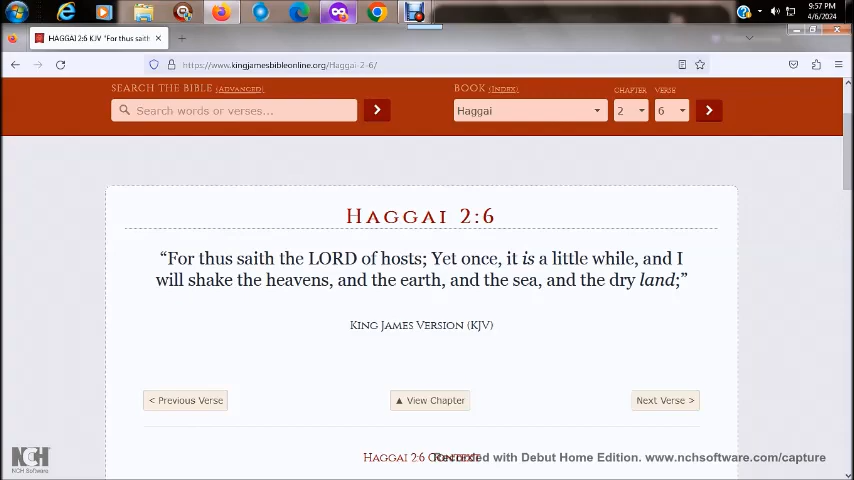 9:57 PM
4/6/2024
HAGGAI 2:6 KJV "For thus saith
https://www.kingjamesbibleonline.org/Haggai-2-6/
SEARCH THE BIBLE (ADVANCED) BOOK (INDEX) CHAPTER VERSE
Search words or verses... Haggai 2 6
HAGGAI 2:6
“For thus saith the LORD of hosts; Yet once, it is a little while, and I
will shake the heavens, and the earth, and the sea, and the dry land;”
KING JAMES VERSION (KJV)
< Previous Verse ▲ View Chapter Next Verse >
NCH
NCH Software
HAGGAI 2:6 with Debut Home Edition. www.nchsoftware.com/capture